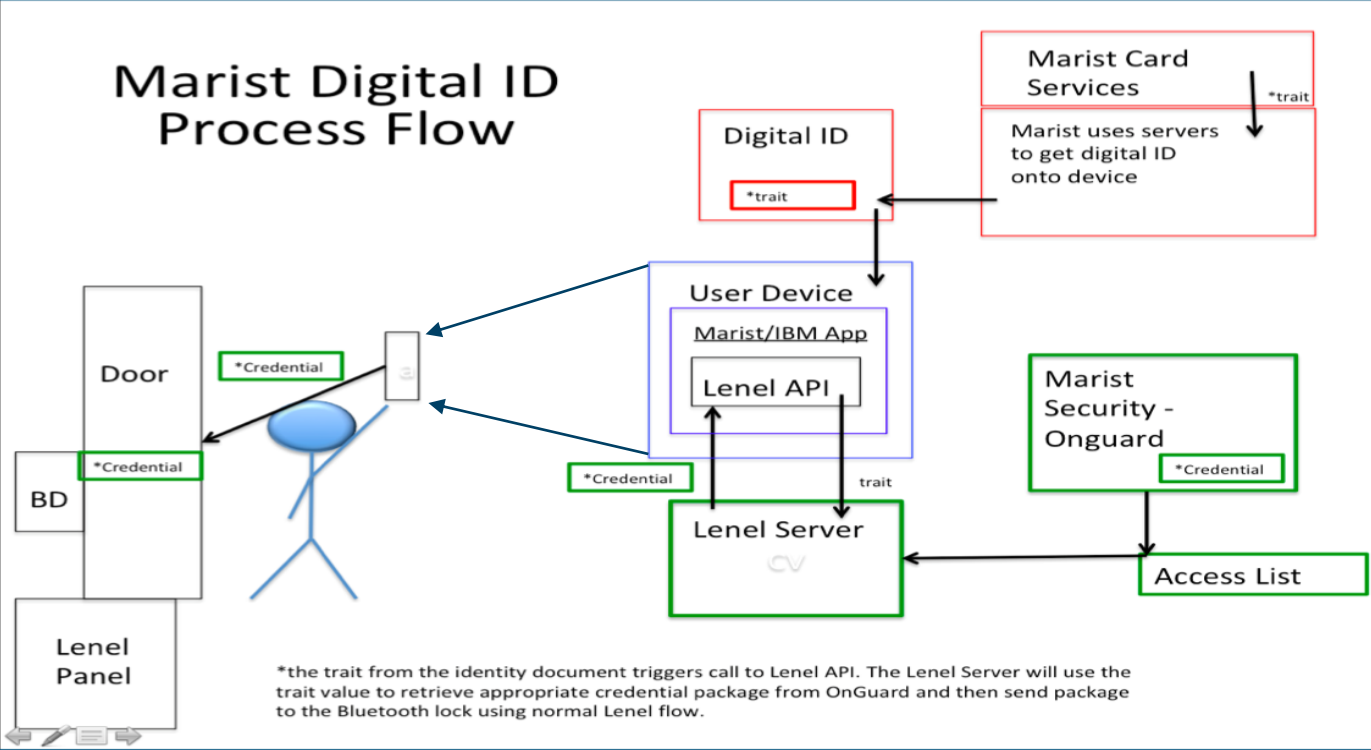 Marist Digital ID
Process Flow
Marist Card
Services
*trait
Marist uses servers
to get digital ID
onto device
Digital ID
*trait
User Device
Marist/IBM App
Lenel API
*Credential
trait
Lenel Server
CV
Marist
Security -
Onguard
*Credential
Access List
Door
*Credential
a
*Credential
BD
Lenel
Panel
*the trait from the identity document triggers call to Lenel API. The Lenel Server will use the
trait value to retrieve appropriate credential package from OnGuard and then send package
to the Bluetooth lock using normal Lenel flow.